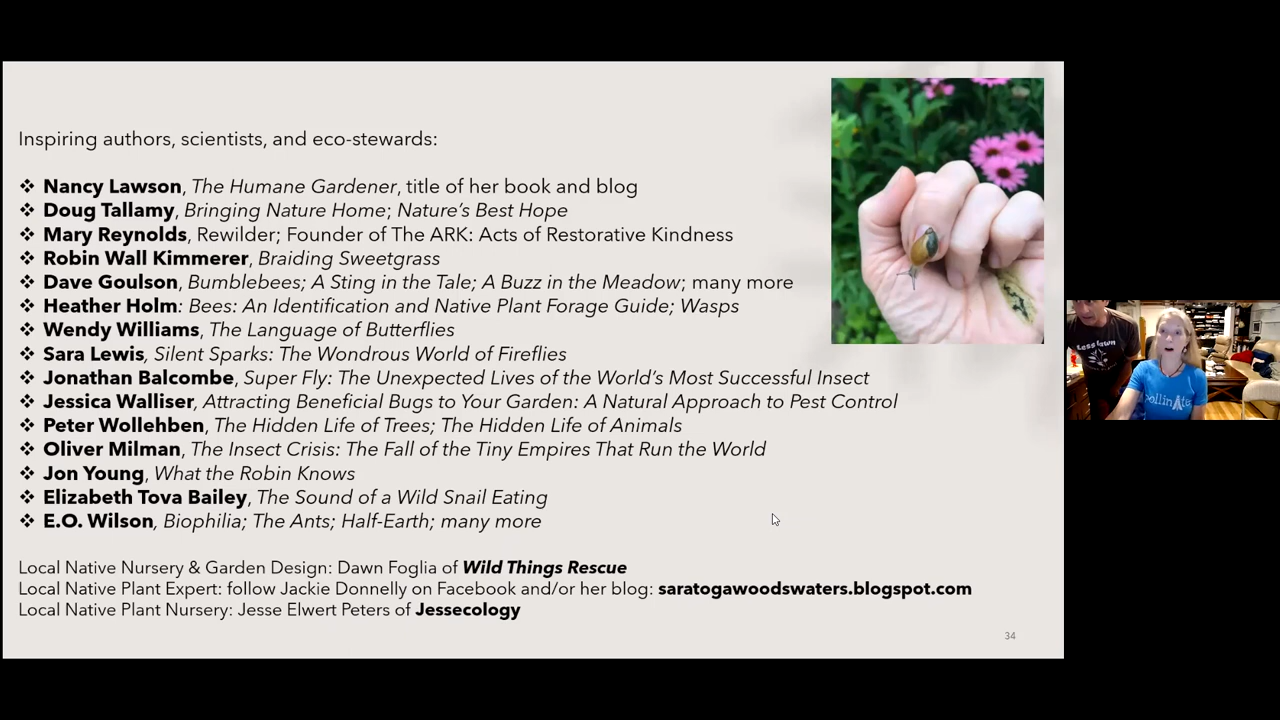 Inspiring authors, scientists, and eco-stewards:
❖ Nancy Lawson, The Humane Gardener, title of her book and blog
❖ Doug Tallamy, Bringing Nature Home; Nature's Best Hope
❖ Mary Reynolds, Rewilder; Founder of The ARK: Acts of Restorative Kindness
❖ Robin Wall Kimmerer, Braiding Sweetgrass
❖ Dave Goulson, Bumblebees; A Sting in the Tale; A Buzz in the Meadow; many more
❖ Heather Holm: Bees: An Identification and Native Plant Forage Guide; Wasps
❖ Wendy Williams, The Language of Butterflies
❖ Sara Lewis, Silent Sparks: The Wondrous World of Fireflies
❖ Jonathan Balcombe, Super Fly: The Unexpected Lives of the World's Most Successful Insect
❖ Jessica Walliser, Attracting Beneficial Bugs to Your Garden: A Natural Approach to Pest Control
❖ Peter Wollehben, The Hidden Life of Trees; The Hidden Life of Animals
❖ Oliver Milman, The Insect Crisis: The Fall of the Tiny Empires That Run the World
❖ Jon Young, What the Robin Knows
❖ Elizabeth Tova Bailey, The Sound of a Wild Snail Eating
❖ E.O. Wilson, Biophilia; The Ants; Half-Earth; many more
Local Native Nursery & Garden Design: Dawn Foglia of Wild Things Rescue
Local Native Plant Expert: follow Jackie Donnelly on Facebook and/or her blog: saratogawoodswaters.blogspot.com
Local Native Plant Nursery: Jesse Elwert Peters of Jessecology
34